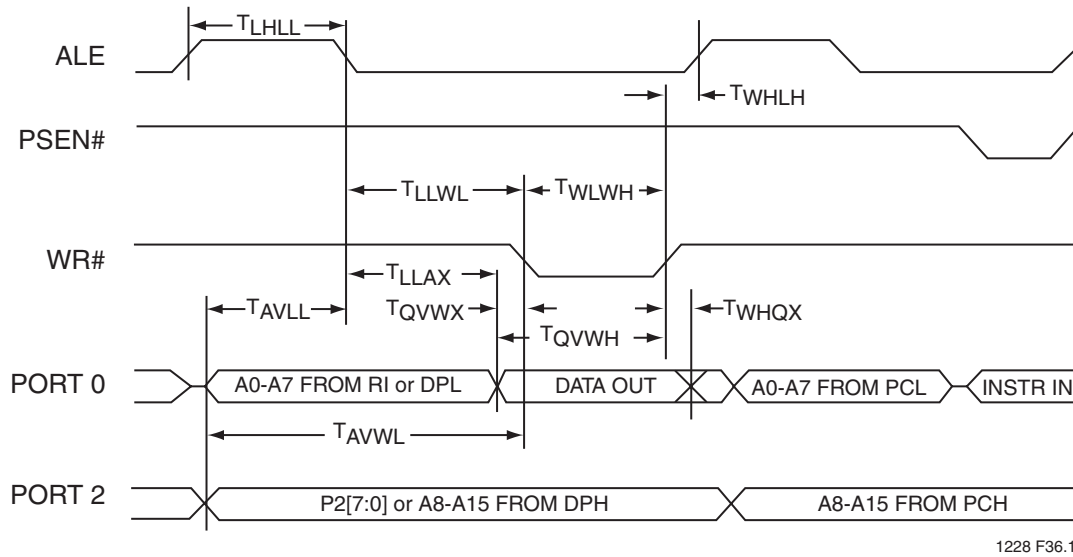 TLHLL
ALE
TWHLH
PSEN#
TLLWL
TWLWH
WR#
TLLAX
TAVLL
TQVWX
TWHQX
TQVWH
PORT 0
A0-A7 FROM RI or DPL
DATA OUT
A0-A7 FROM PCL
INSTR IN
TAVWL
PORT 2
P2[7:0] or A8-A15 FROM DPH
A8-A15 FROM PCH
1228 F36.1